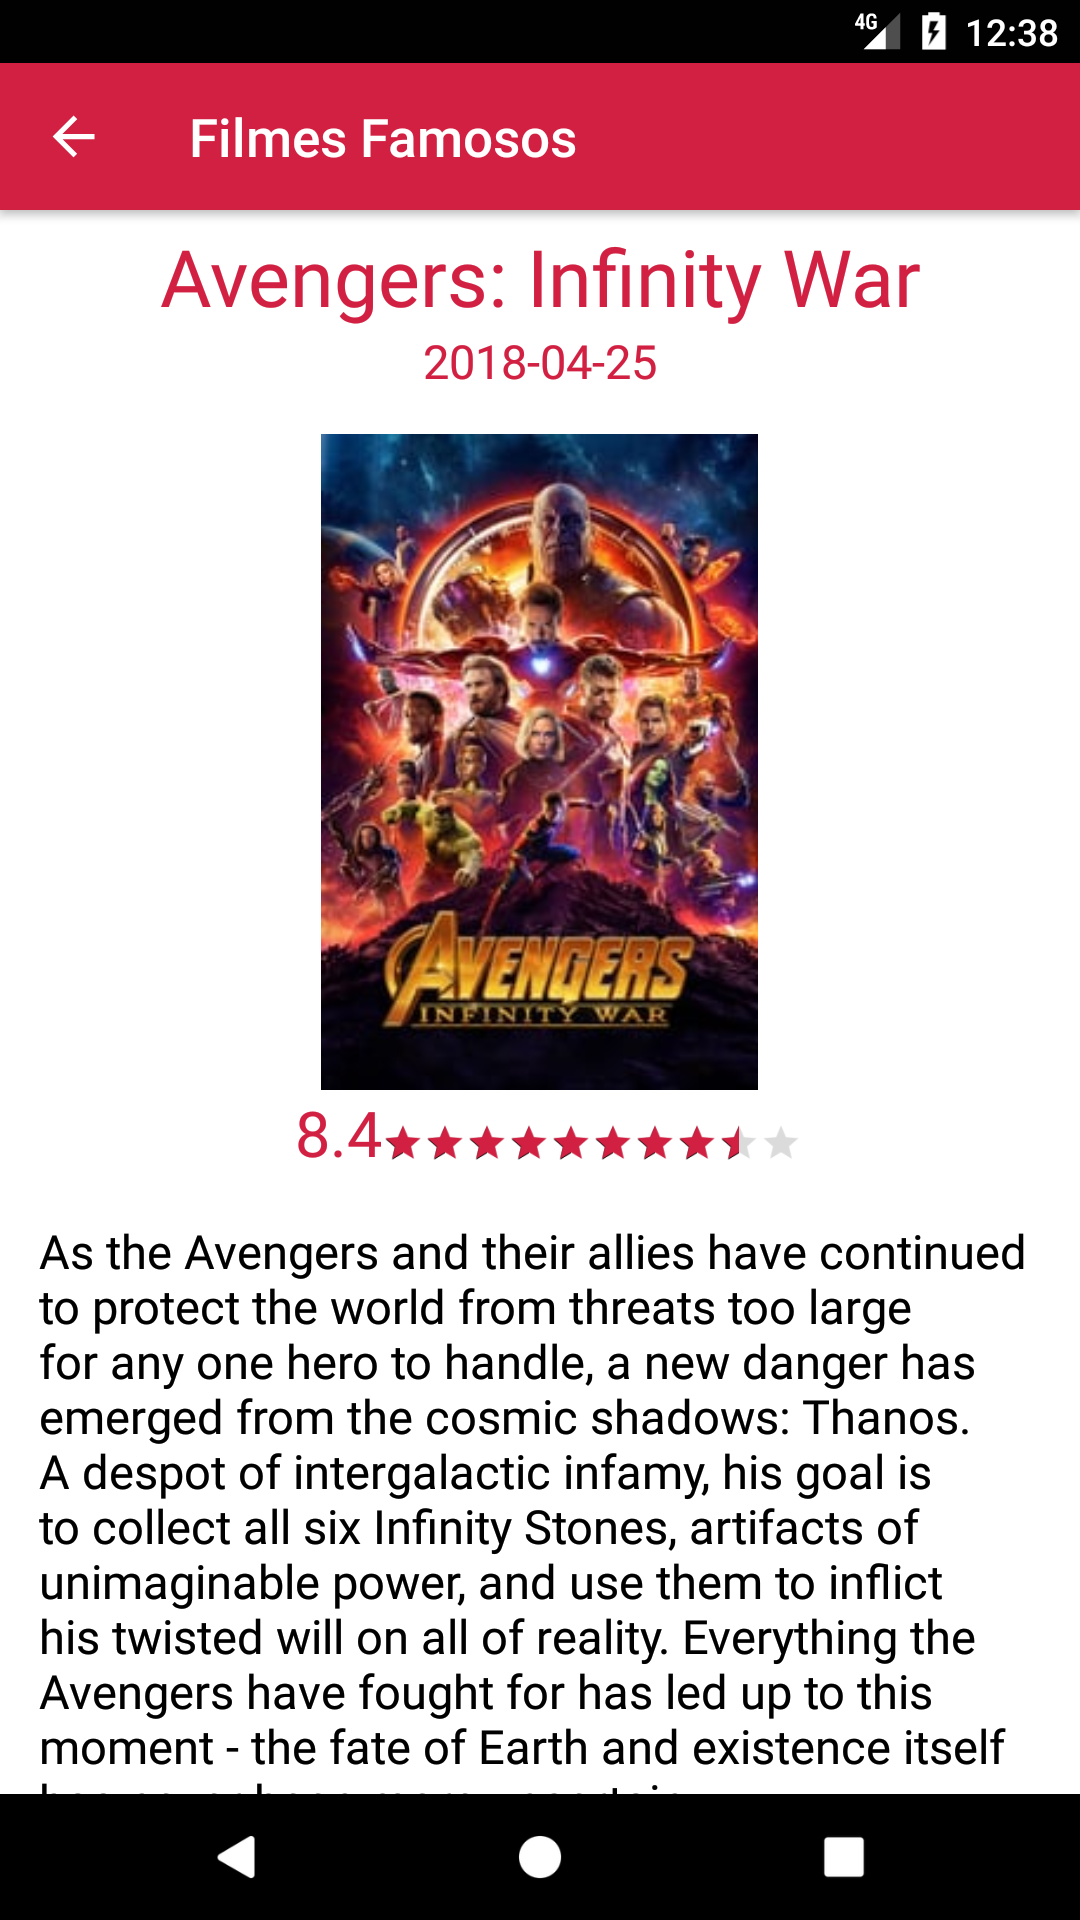 4G 12:38
Filmes Famosos
Avengers: Infinity War
2018-04-25
AVENGERS
INFINITY WAR
8.4
As the Avengers and their allies have continued
to protect the world from threats too large
for any one hero to handle, a new danger has
emerged from the cosmic shadows: Thanos.
A despot of intergalactic infamy, his goal is
to collect all six Infinity Stones, artifacts of
unimaginable power, and use them to inflict
his twisted will on all of reality. Everything the
Avengers have fought for has led up to this
moment - the fate of Earth and existence itself